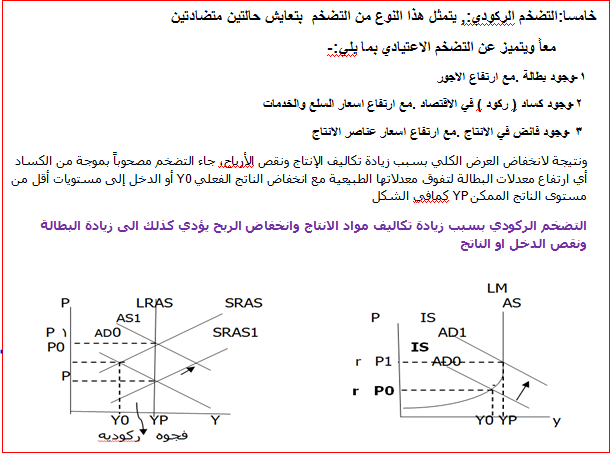 خامسا:التضخم الركودي:, يتمثل هذا النوع من التضخم بتعايش حالتين متضادتين
معاً ويتميز عن التضخم الاعتيادي بما يلي:-
١-وجود بطالة .مع ارتفاع الاجور
٢-وجود كساد ( ركود ) في الاقتصاد .مع ارتفاع اسعار السلع والخدمات
٣ -وجود فائض في الانتاج .مع ارتفاع اسعار عناصر الانتاج
ونتيجة لانخفاض العرض الكلي بسبب زيادة تكاليف الإنتاج ونقص الأرباح، جاء التضخم مصحوباً بموجة من الكساد
أي ارتفاع معدلات البطالة لتفوق معدلاتها الطبيعية مع انخفاض الناتج الفعلي Y0 أو الدخل إلى مستويات أقل من
مستوى الناتج الممكن YP كمافي الشكل
التضخم الركودي بسبب زيادة تكاليف مواد الانتاج وانخفاض الربح يؤدي كذلك الى زيادة البطالة
ونقص الدخل او الناتج
P LRAS SRAS
AS1
P ١ AD0 SRAS1
P0
P
Y0 YP Y
فجوه ركوديه
LM
P IS AS
AD1
IS
r P1 AD0
r P0
Y0 YP y